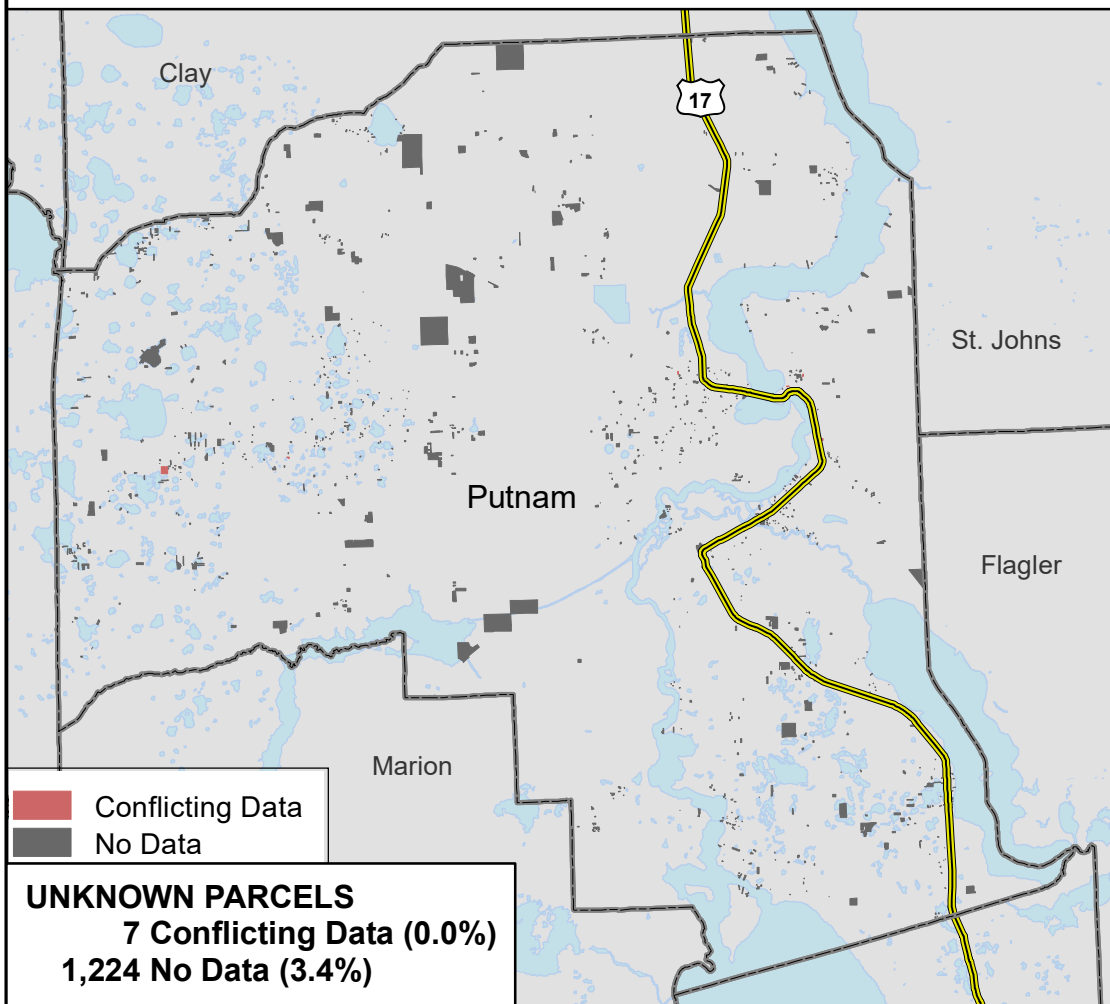 Clay
17
St. Johns
Putnam
Flagler
Marion
Conflicting Data
No Data
UNKNOWN PARCELS
7 Conflicting Data (0.0%)
1,224 No Data (3.4%)